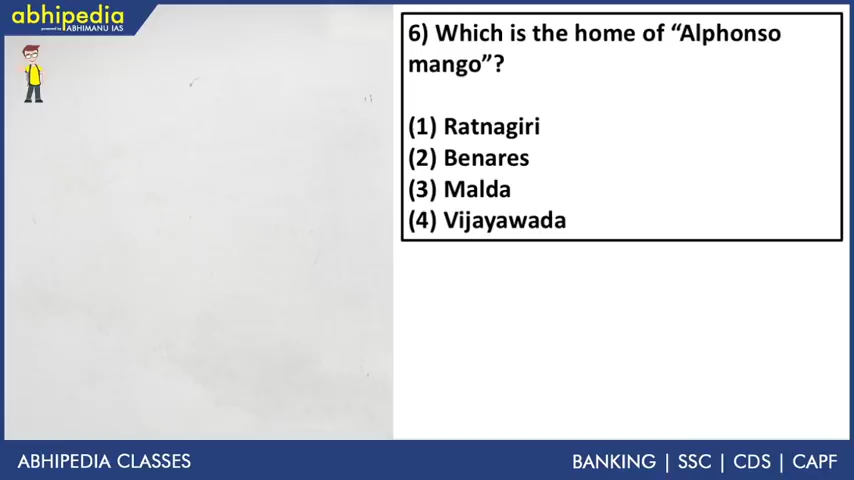 abhipedia
powered by ABHIMANU IAS
6) Which is the home of “Alphonso
mango”?
(1) Ratnagiri
(2) Benares
(3) Malda
(4) Vijayawada
ABHIPEDIA CLASSES
BANKING | SSC | CDS | CAPF